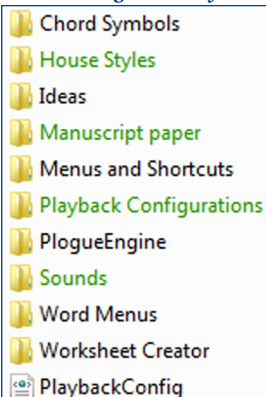 Chord Symbols
House Styles
Ideas
Manuscript paper
Menus and Shortcuts
Playback Configurations
PlogueEngine
Sounds
Word Menus
Worksheet Creator
PlaybackConfig